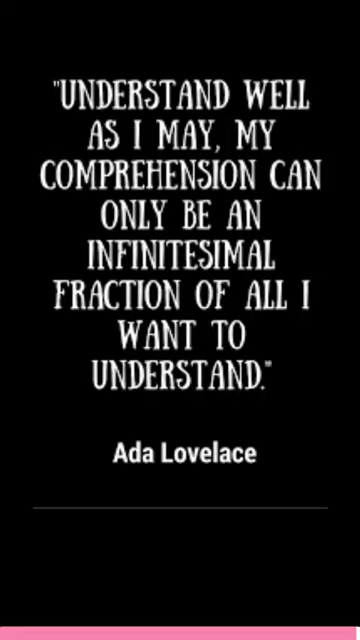 "UNDERSTAND WELL
AS I MAY, MY
COMPREHENSION CAN
ONLY BE AN
INFINITESIMAL
FRACTION OF ALL I
WANT TO
UNDERSTAND."
Ada Lovelace